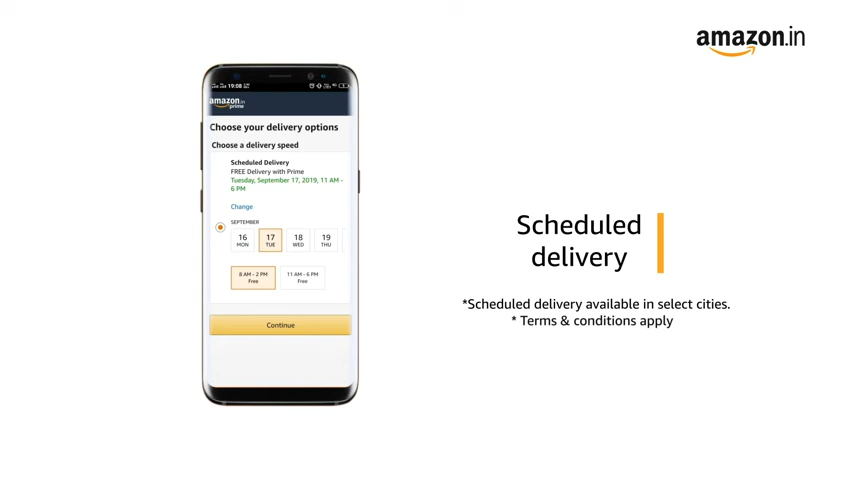 amazon.in
19:08
amazon.in
prime
Choose your delivery options
Choose a delivery speed
Scheduled Delivery
FREE Delivery with Prime
Tuesday, September 17, 2019, 11 AM -
6 PM
Change
SEPTEMBER
16 17 18 19
MON TUE WED THU
8 AM - 2 PM 11 AM - 6 PM
Free Free
Continue
Scheduled
delivery
*Scheduled delivery available in select cities.
* Terms & conditions apply